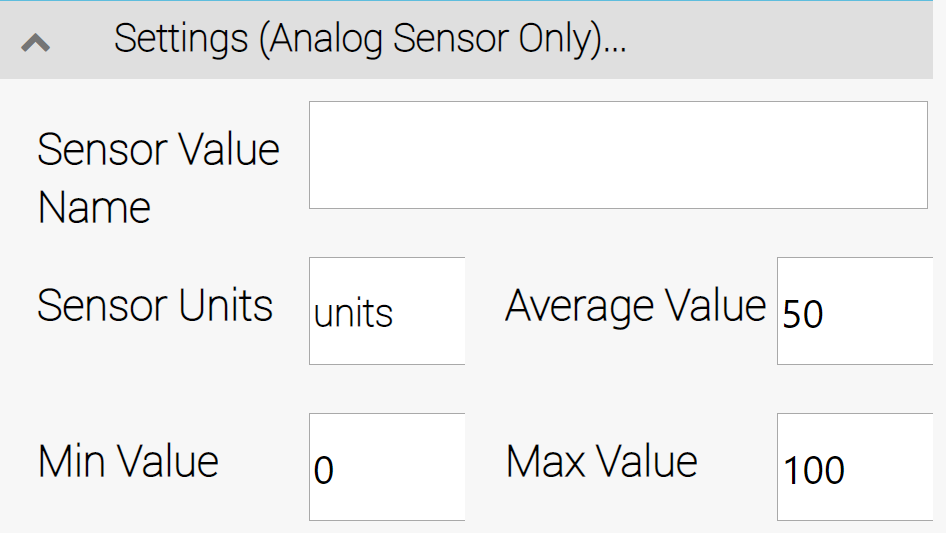 Settings (Analog Sensor Only)...
Sensor Value
Name
Sensor Units units Average Value 50
Min Value 0 Max Value 100